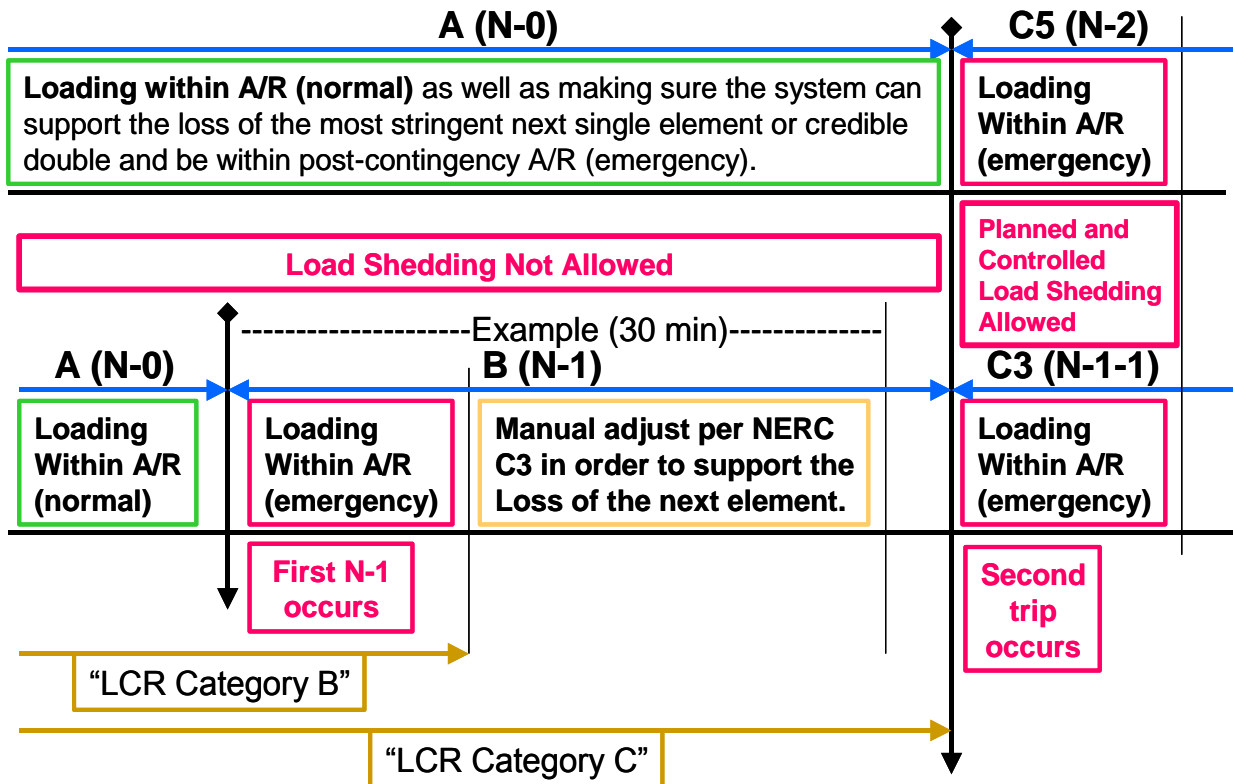 A (N-0)
C5 (N-2)
Loading within A/R (normal) as well as making sure the system can
support the loss of the most stringent next single element or credible
double and be within post-contingency A/R (emergency).
Loading
Within A/R
(emergency)
Load Shedding Not Allowed
Planned and
Controlled
Load Shedding
Allowed
--------------------Example (30 min)--------------
A (N-0)
B (N-1)
C3 (N-1-1)
Loading
Within A/R
(normal)
Loading
Within A/R
(emergency)
Manual adjust per NERC
C3 in order to support the
Loss of the next element.
Loading
Within A/R
(emergency)
First N-1
occurs
Second
trip
occurs
“LCR Category B”
“LCR Category C”